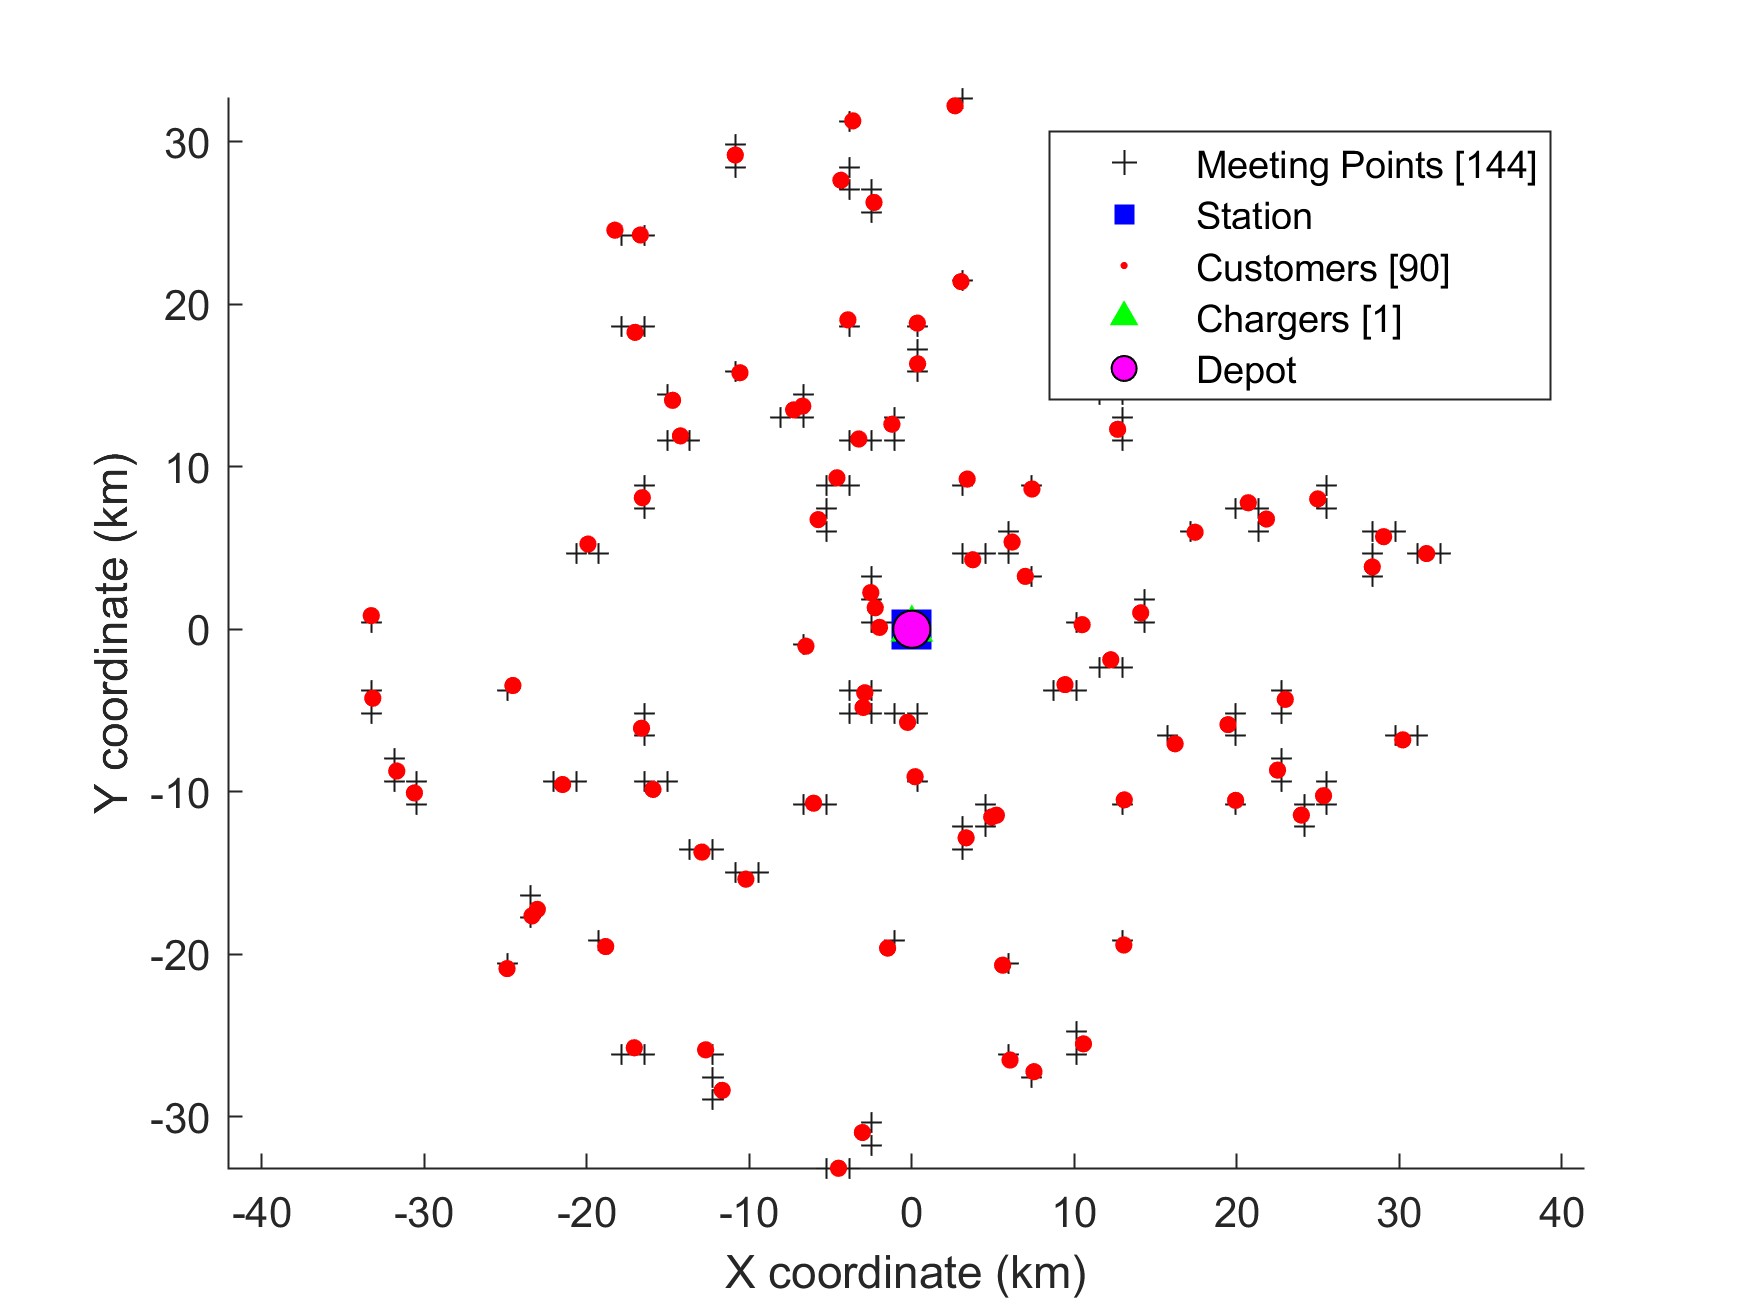 30
20
10
0
-10
-20
-30
Y coordinate (km)
Meeting Points [144]
Station
Customers [90]
Chargers [1]
Depot
-40 -30 -20 -10 0 10 20 30 40
X coordinate (km)